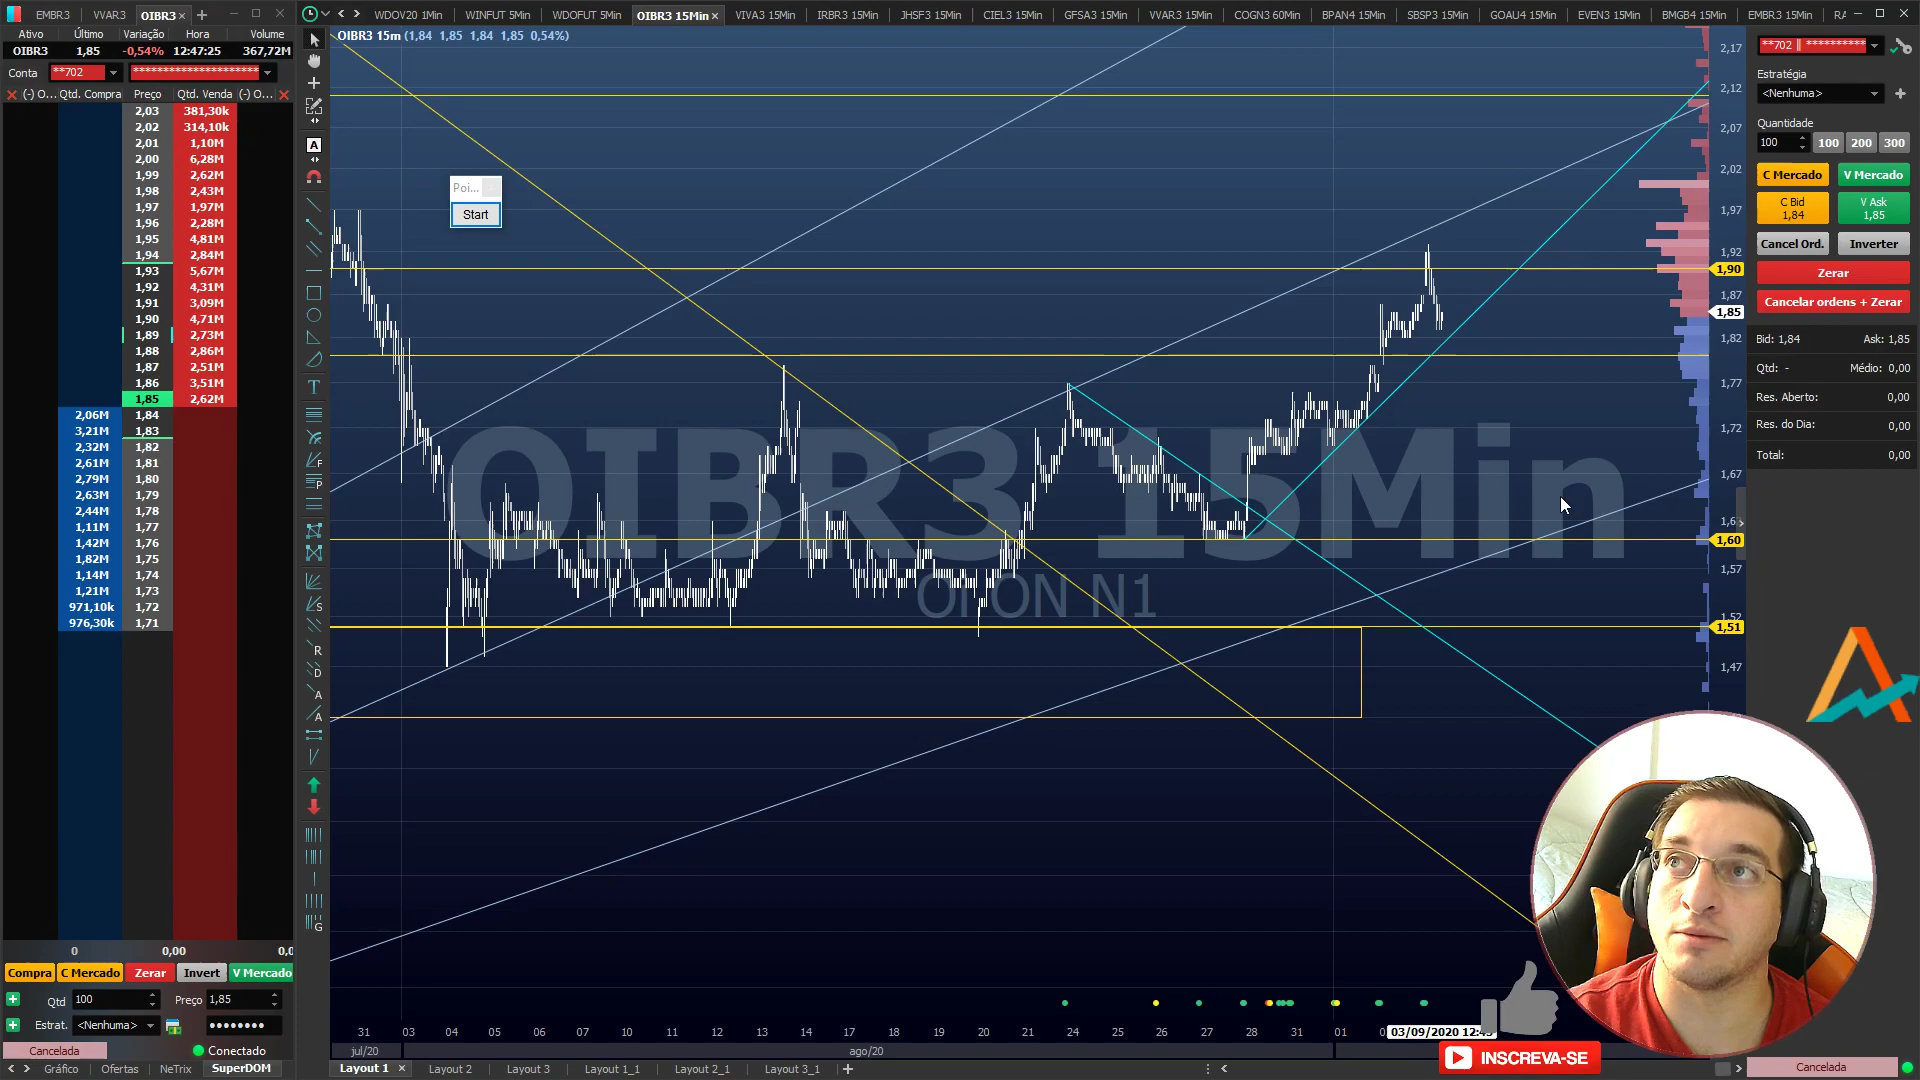 EMBR3 VVAR3 OIBR3
Ativo Último Variação Hora Volume
OIBR3 1,85 -0,54% 12:47:25 367,72M
Conta **702 **********************
(-) O... Qtd. Compra Preço Qtd. Venda (-) O...
2,03 381,30k
2,02 314,10k
2,01 1,10M
2,00 6,28M
1,99 2,62M
1,98 2,43M
1,97 1,97M
1,96 2,28M
1,95 4,81M
1,94 2,84M
1,93 5,67M
1,92 4,31M
1,91 3,09M
1,90 4,71M
1,89 2,73M
1,88 2,86M
1,87 2,51M
1,86 3,51M
1,85 2,62M
2,06M 1,84
3,21M 1,83
2,32M 1,82
2,61M 1,81
2,79M 1,80
2,63M 1,79
2,44M 1,78
1,11M 1,77
1,42M 1,76
1,82M 1,75
1,14M 1,74
1,21M 1,73
971,10k 1,72
976,30k 1,71
0 0,00 0,0
Compra C Mercado Zerar Invert V Mercado
Qtd 100 Preço 1,85
Estrat. <Nenhuma> ••••••••
Cancelada Conectado
Gráfico Ofertas NeTrix SuperDOM
WDOV20 1Min WINFUT 5Min WDOFUT 5Min OIBR3 15Min VIVA3 15Min IRBR3 15Min JHSF3 15Min CIEL3 15Min GFSA3 15Min VVAR3 15Min COGN3 60Min BPAN4 15Min SBSP3 15Min GOAU4 15Min EVEN3 15Min BMGB4 15Min EMBR3 15Min RA
OIBR3 15m (1,84 1,85 1,84 1,85 0,54%)
Poi...
Start
OIBR3 15Min
OI ON N1
2,17
2,12
2,07
2,02
1,97
1,92
1,90
1,87
1,85
1,82
1,77
1,72
1,67
1,6
1,60
1,57
1,52
1,51
1,47
31 03 04 05 06 07 10 11 12 13 14 17 18 19 20 21 24 25 26 27 28 31 01 0 03/09/2020 12:45
jul/20 ago/20
Layout 1 Layout 2 Layout 3 Layout 1_1 Layout 2_1 Layout 3_1
**702 || **********
Estratégia
<Nenhuma>
Quantidade
100 100 200 300
C Mercado V Mercado
C Bid V Ask
1,84 1,85
Cancel Ord. Inverter
Zerar
Cancelar ordens + Zerar
Bid: 1,84 Ask: 1,85
Qtd: - Médio: 0,00
Res. Aberto: 0,00
Res. do Dia: 0,00
Total: 0,00
INSCREVA-SE
Cancelada